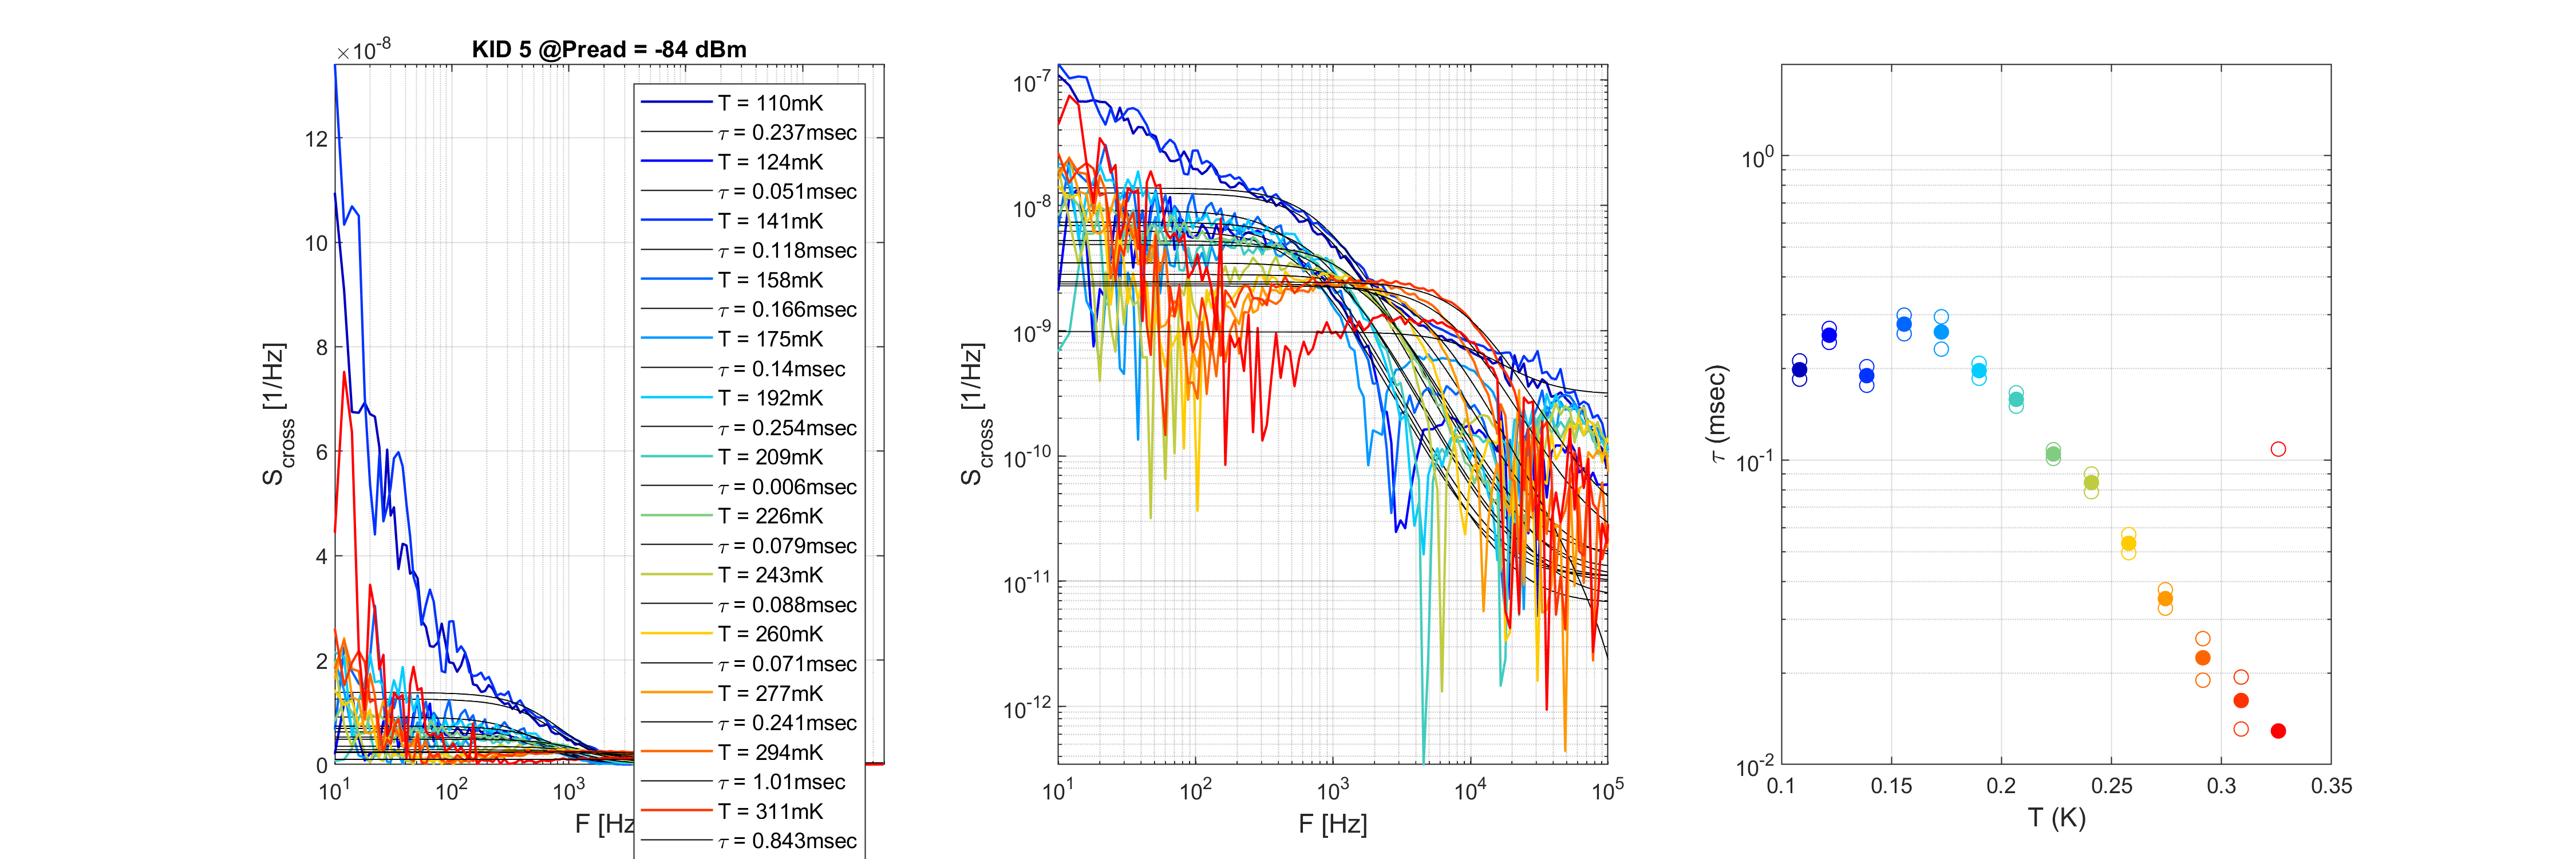 ×10⁻⁸
KID 5 @Pread = -84 dBm
12
10
8
6
4
2
0
S_cross [1/Hz]
10¹
10²
10³
F [Hz
T = 110mK
τ = 0.237msec
T = 124mK
τ = 0.051msec
T = 141mK
τ = 0.118msec
T = 158mK
τ = 0.166msec
T = 175mK
τ = 0.14msec
T = 192mK
τ = 0.254msec
T = 209mK
τ = 0.006msec
T = 226mK
τ = 0.079msec
T = 243mK
τ = 0.088msec
T = 260mK
τ = 0.071msec
T = 277mK
τ = 0.241msec
T = 294mK
τ = 1.01msec
T = 311mK
τ = 0.843msec
10⁻⁷
10⁻⁸
10⁻⁹
10⁻¹⁰
10⁻¹¹
10⁻¹²
S_cross [1/Hz]
10¹
10²
10³
10⁴
10⁵
F [Hz]
10⁰
10⁻¹
10⁻²
τ (msec)
0.1
0.15
0.2
0.25
0.3
0.35
T (K)